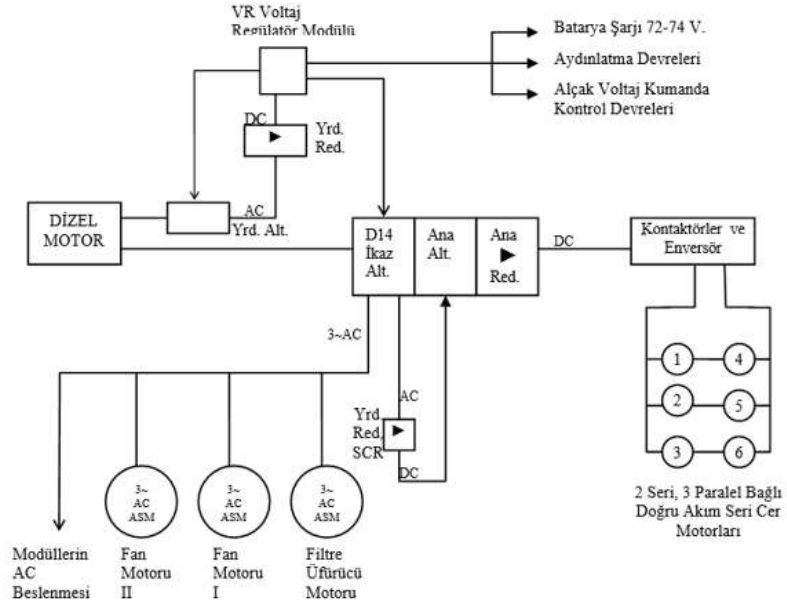 VR Voltaj
Regülatör Modülü
Batarya Şarjı 72-74 V.
Aydınlatma Devreleri
Alçak Voltaj Kumanda
Kontrol Devreleri
DC
Yrd.
Red.
AC
Yrd. Alt.
DİZEL
MOTOR
D14
İkaz
Alt.
Ana
Alt.
Ana
Red.
DC
Kontaktörler ve
Enversör
3~AC
AC
Yrd
Red,
SCR
DC
1
4
2
5
3
6
2 Seri, 3 Paralel Bağlı
Doğru Akım Seri Cer
Motorları
3~
AC
ASM
3~
AC
ASM
3~
AC
ASM
Modüllerin
AC
Beslenmesi
Fan
Motoru
II
Fan
Motoru
I
Filtre
Üfürücü
Motoru